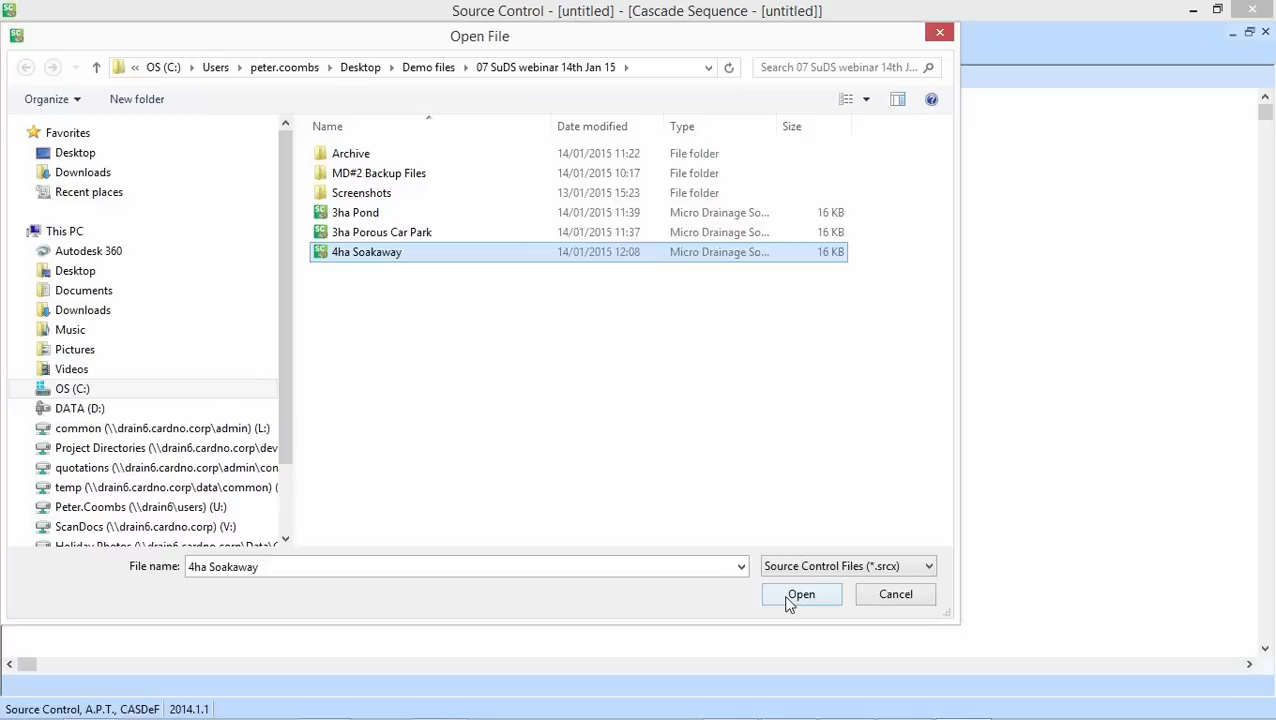 Source Control - [untitled] - [Cascade Sequence - [untitled]]
Open File
« OS (C:) Users peter.coombs Desktop Demo files 07 SuDS webinar 14th Jan 15
Search 07 SuDS webinar 14th J...
Organize New folder
Name Date modified Type Size
Favorites
Desktop
Downloads
Recent places
This PC
Autodesk 360
Desktop
Documents
Downloads
Music
Pictures
Videos
OS (C:)
DATA (D:)
common (\\drain6.cardno.corp\admin) (L:)
Project Directories (\\drain6.cardno.corp\dev
quotations (\\drain6.cardno.corp\admin\con
temp (\\drain6.cardno.corp\data\common) (
Peter.Coombs (\\drain6\users) (U:)
ScanDocs (\\drain6.cardno.corp) (V:)
Holiday Photos (\\drain6.cardno.corp\Data\
Archive 14/01/2015 11:22 File folder
MD#2 Backup Files 14/01/2015 10:17 File folder
Screenshots 13/01/2015 15:23 File folder
3ha Pond 14/01/2015 11:39 Micro Drainage So... 16 KB
3ha Porous Car Park 14/01/2015 11:37 Micro Drainage So... 16 KB
4ha Soakaway 14/01/2015 12:08 Micro Drainage So... 16 KB
File name: 4ha Soakaway Source Control Files (*.srcx)
Open Cancel
Source Control, A.P.T., CASDeF 2014.1.1